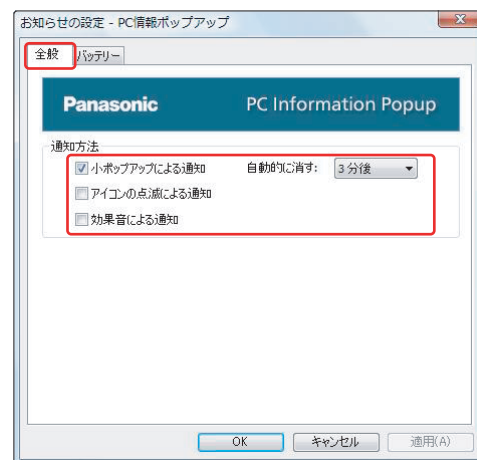 お知らせの設定 - PC情報ポップアップ
全般 バッテリー
Panasonic PC Information Popup
通知方法
小ポップアップによる通知 自動的に消す: 3分後
アイコンの点滅による通知
効果音による通知
OK キャンセル 適用(A)